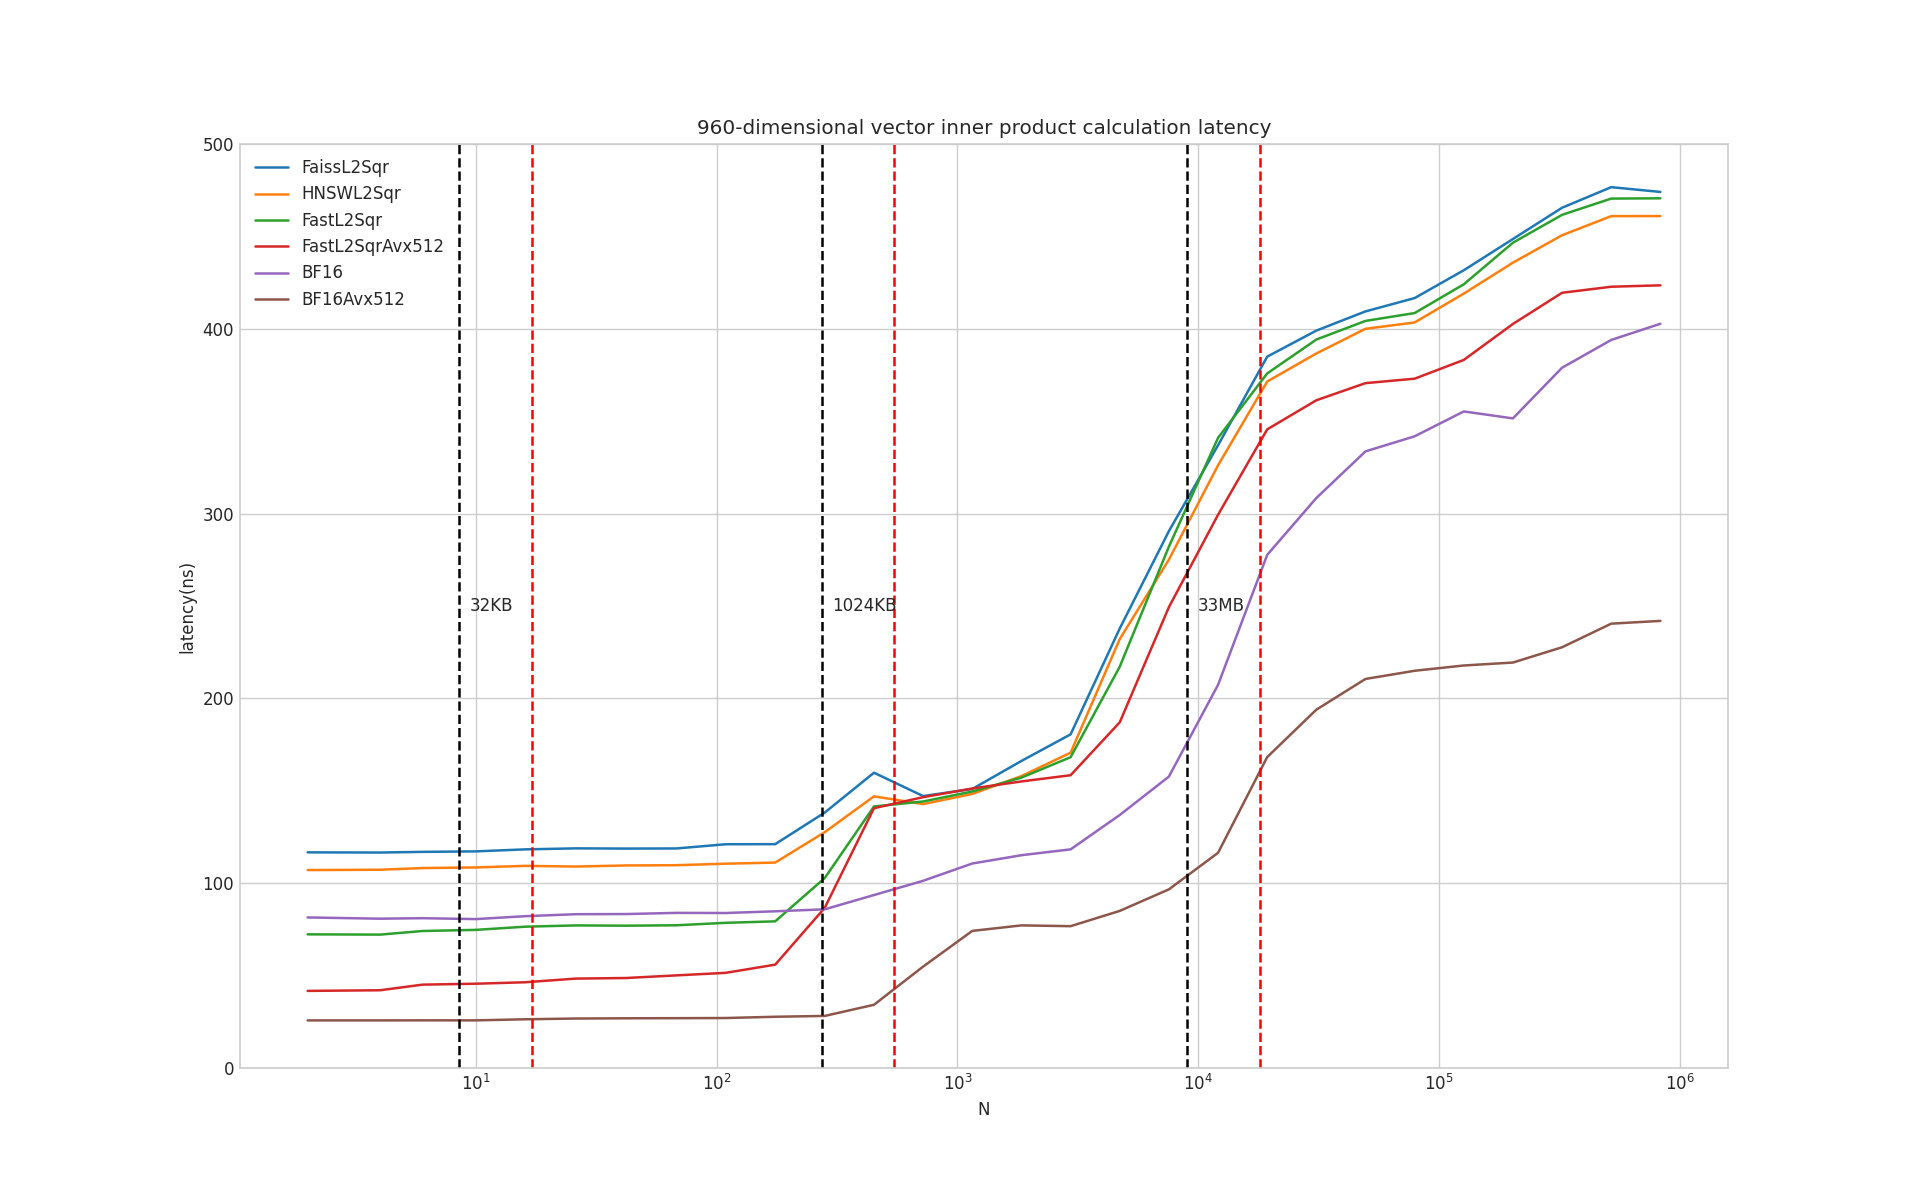 960-dimensional vector inner product calculation latency
500
400
300
200
100
0
latency(ns)
FaissL2Sqr
HNSWL2Sqr
FastL2Sqr
FastL2SqrAvx512
BF16
BF16Avx512
32KB
1024KB
33MB
10¹
10²
10³
10⁴
10⁵
10⁶
N